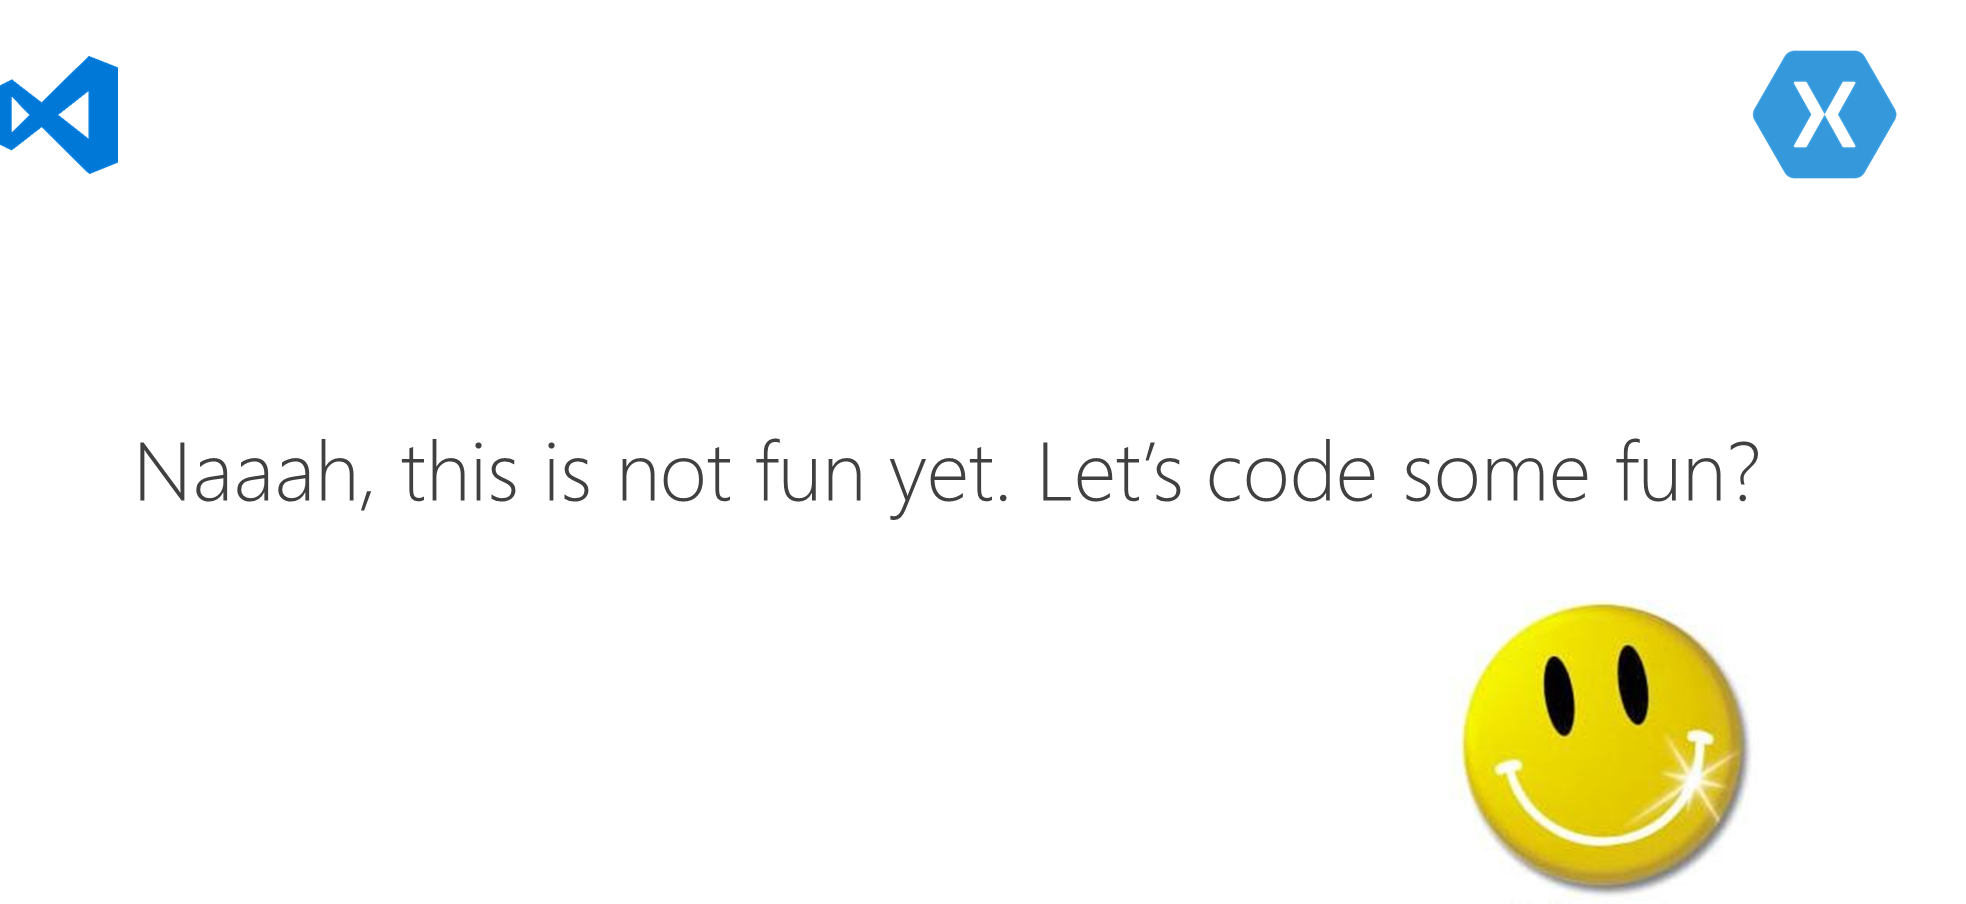 Naaah, this is not fun yet. Let’s code some fun?